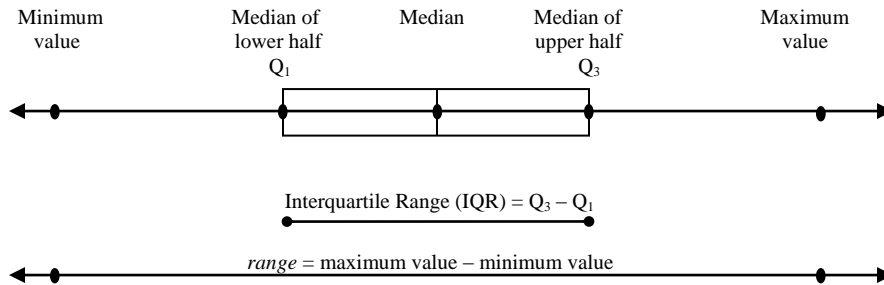 Minimum value
Median of lower half Q₁
Median
Median of upper half Q₃
Maximum value
Interquartile Range (IQR) = Q₃ – Q₁
range = maximum value – minimum value